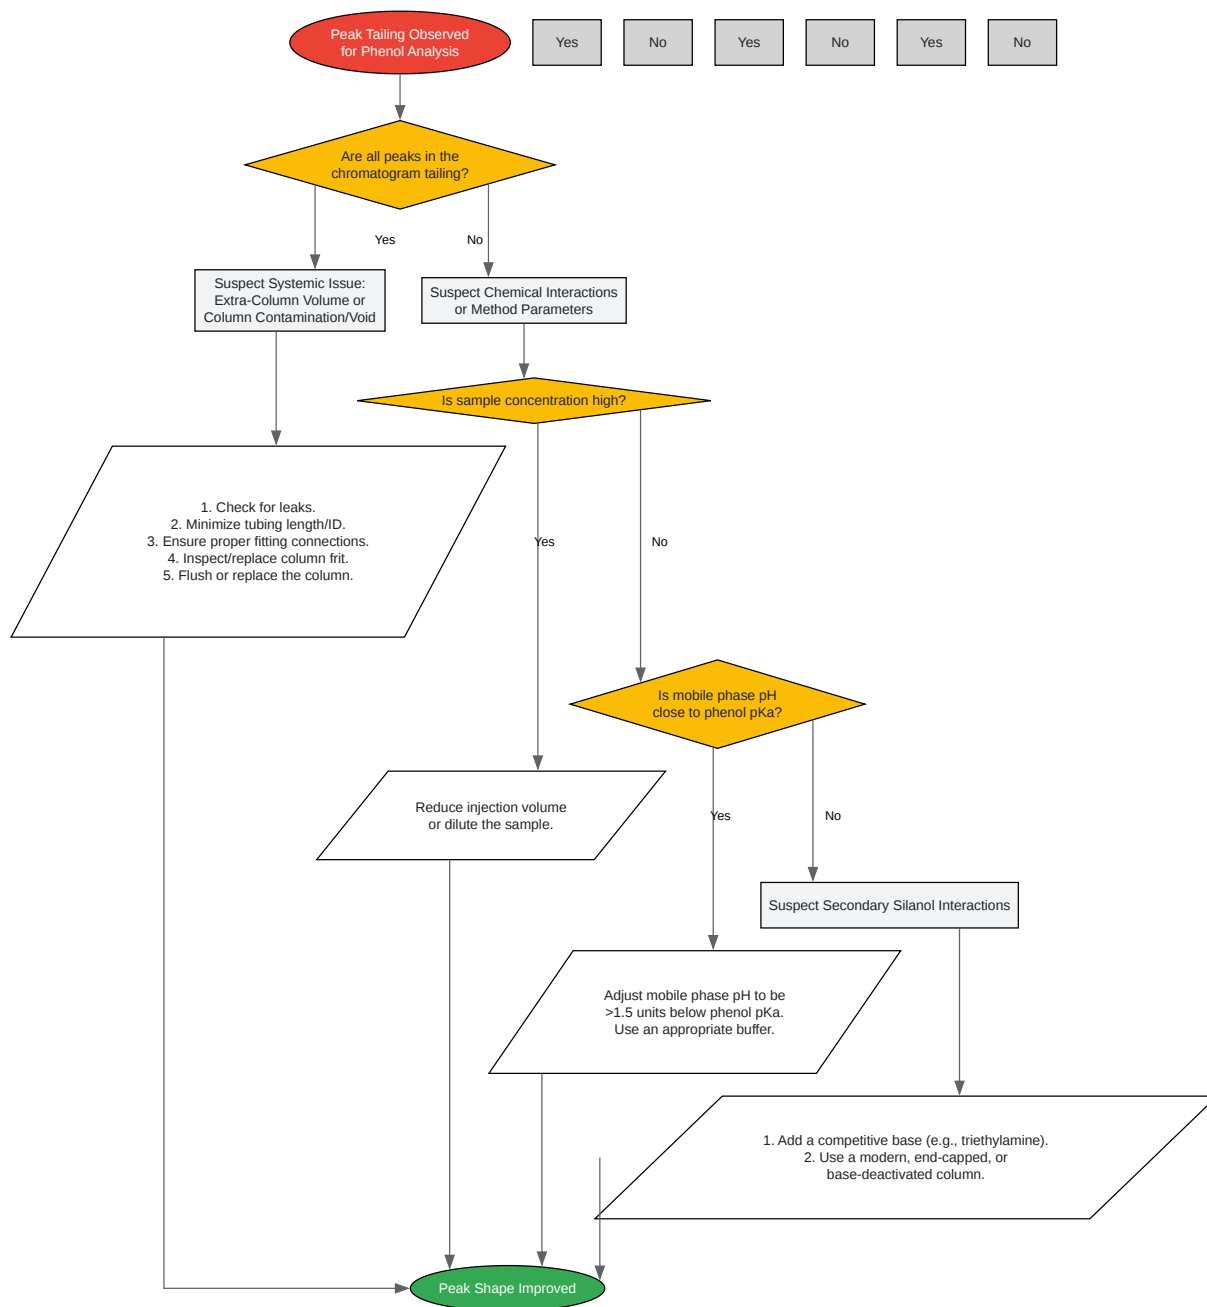 Peak Tailing Observed
for Phenol Analysis
Yes
No
Yes
No
Yes
No
Are all peaks in the
chromatogram tailing?
Yes
No
Suspect Systemic Issue:
Extra-Column Volume or
Column Contamination/Void
Suspect Chemical Interactions
or Method Parameters
Is sample concentration high?
1. Check for leaks.
2. Minimize tubing length/ID.
3. Ensure proper fitting connections.
4. Inspect/replace column frit.
5. Flush or replace the column.
Yes
No
Is mobile phase pH
close to phenol pKa?
Reduce injection volume
or dilute the sample.
Yes
No
Suspect Secondary Silanol Interactions
Adjust mobile phase pH to be
>1.5 units below phenol pKa.
Use an appropriate buffer.
1. Add a competitive base (e.g., triethylamine).
2. Use a modern, end-capped, or
base-deactivated column.
Peak Shape Improved